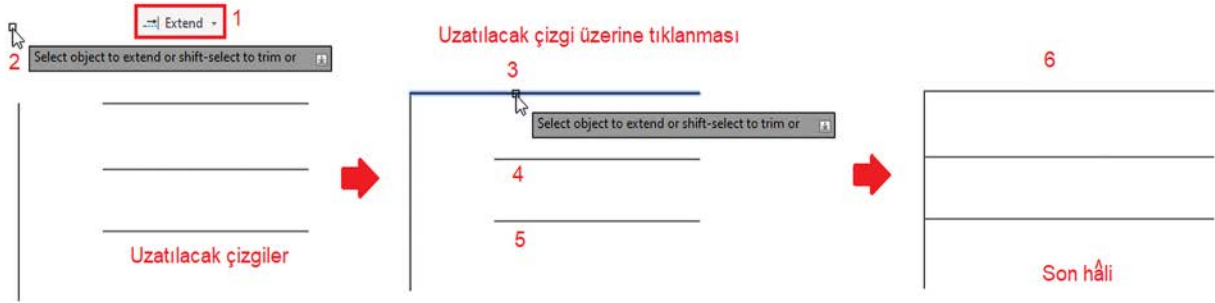 Extend
1
2
Select object to extend or shift-select to trim or
Uzatılacak çizgiler
Uzatılacak çizgi üzerine tıklanması
3
Select object to extend or shift-select to trim or
4
5
6
Son hâli